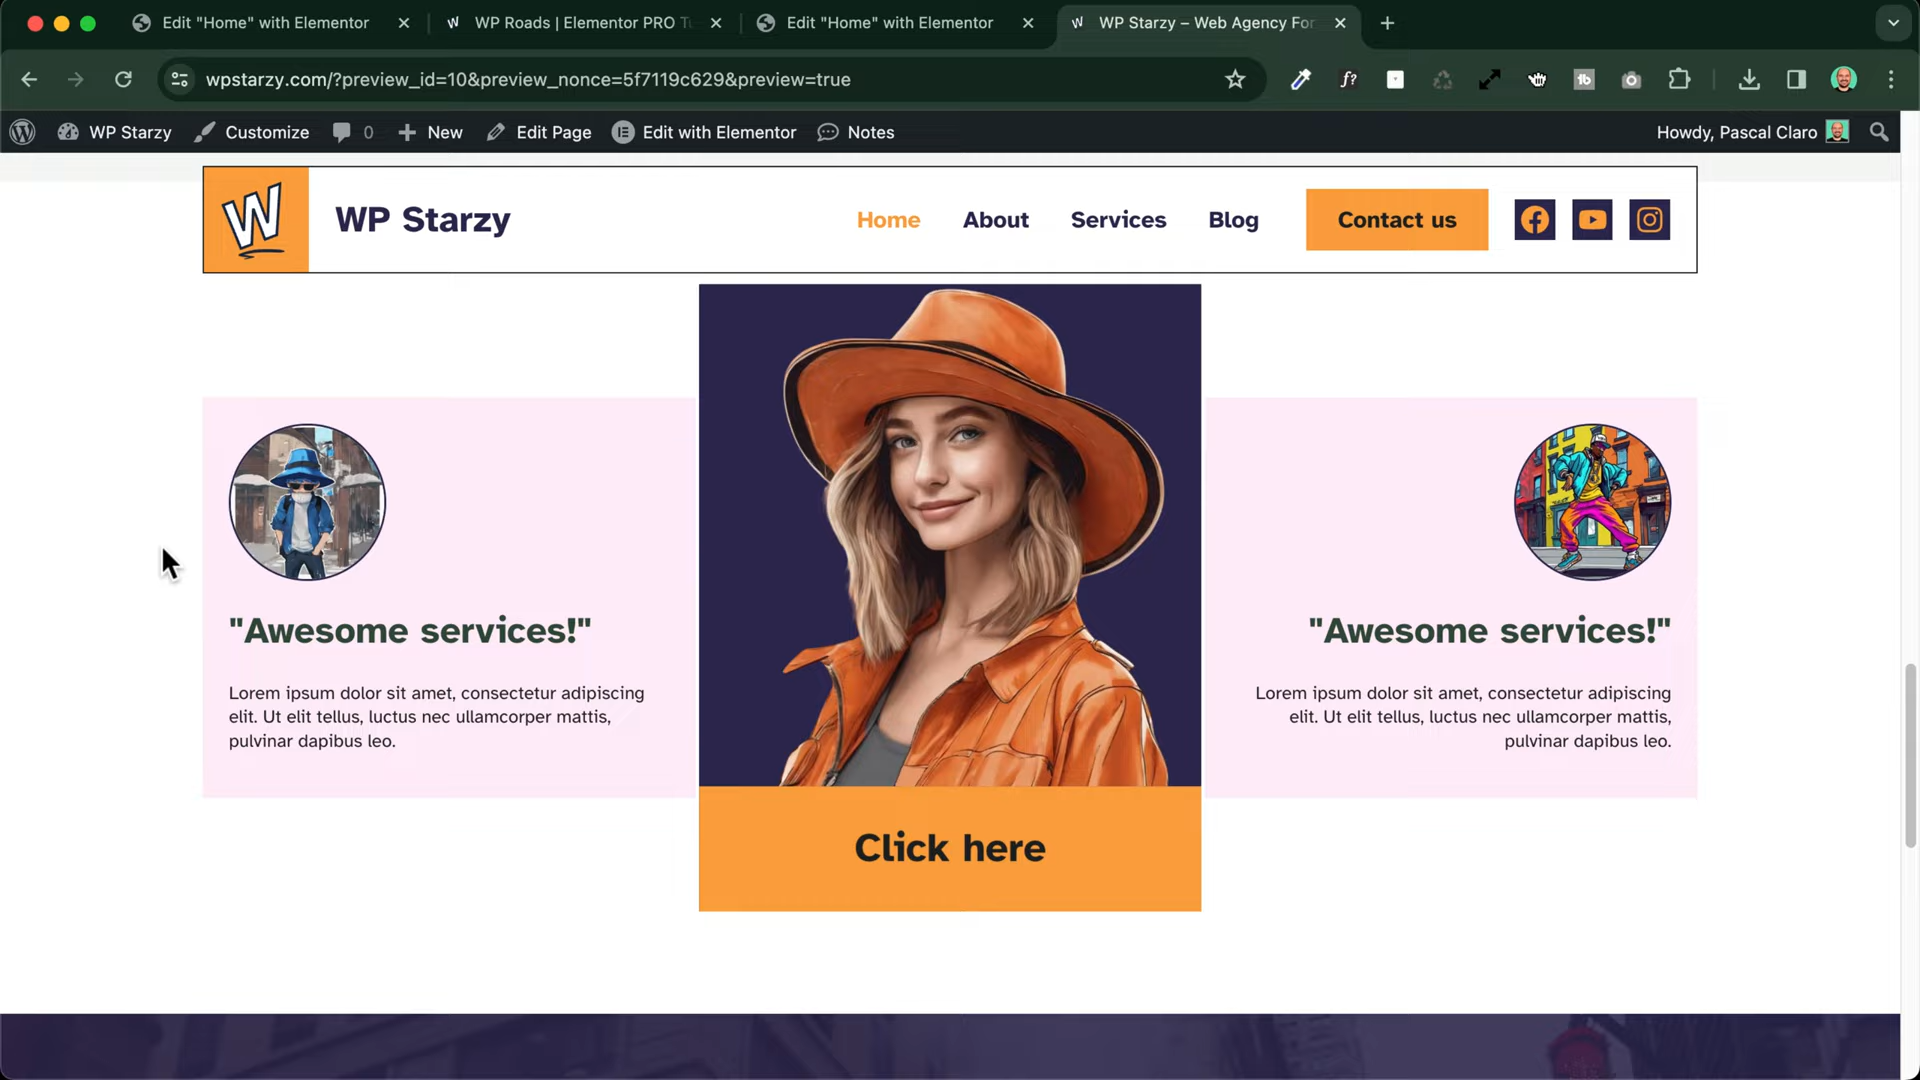 Edit "Home" with Elementor
WP Roads | Elementor PRO Tu
Edit "Home" with Elementor
WP Starzy – Web Agency For
wpstarzy.com/?preview_id=10&preview_nonce=5f7119c629&preview=true
f?
WP Starzy
Customize
0
New
Edit Page
Edit with Elementor
Notes
Howdy, Pascal Claro
W
WP Starzy
Home
About
Services
Blog
Contact us
"Awesome services!"
Lorem ipsum dolor sit amet, consectetur adipiscing
elit. Ut elit tellus, luctus nec ullamcorper mattis,
pulvinar dapibus leo.
Click here
"Awesome services!"
Lorem ipsum dolor sit amet, consectetur adipiscing
elit. Ut elit tellus, luctus nec ullamcorper mattis,
pulvinar dapibus leo.